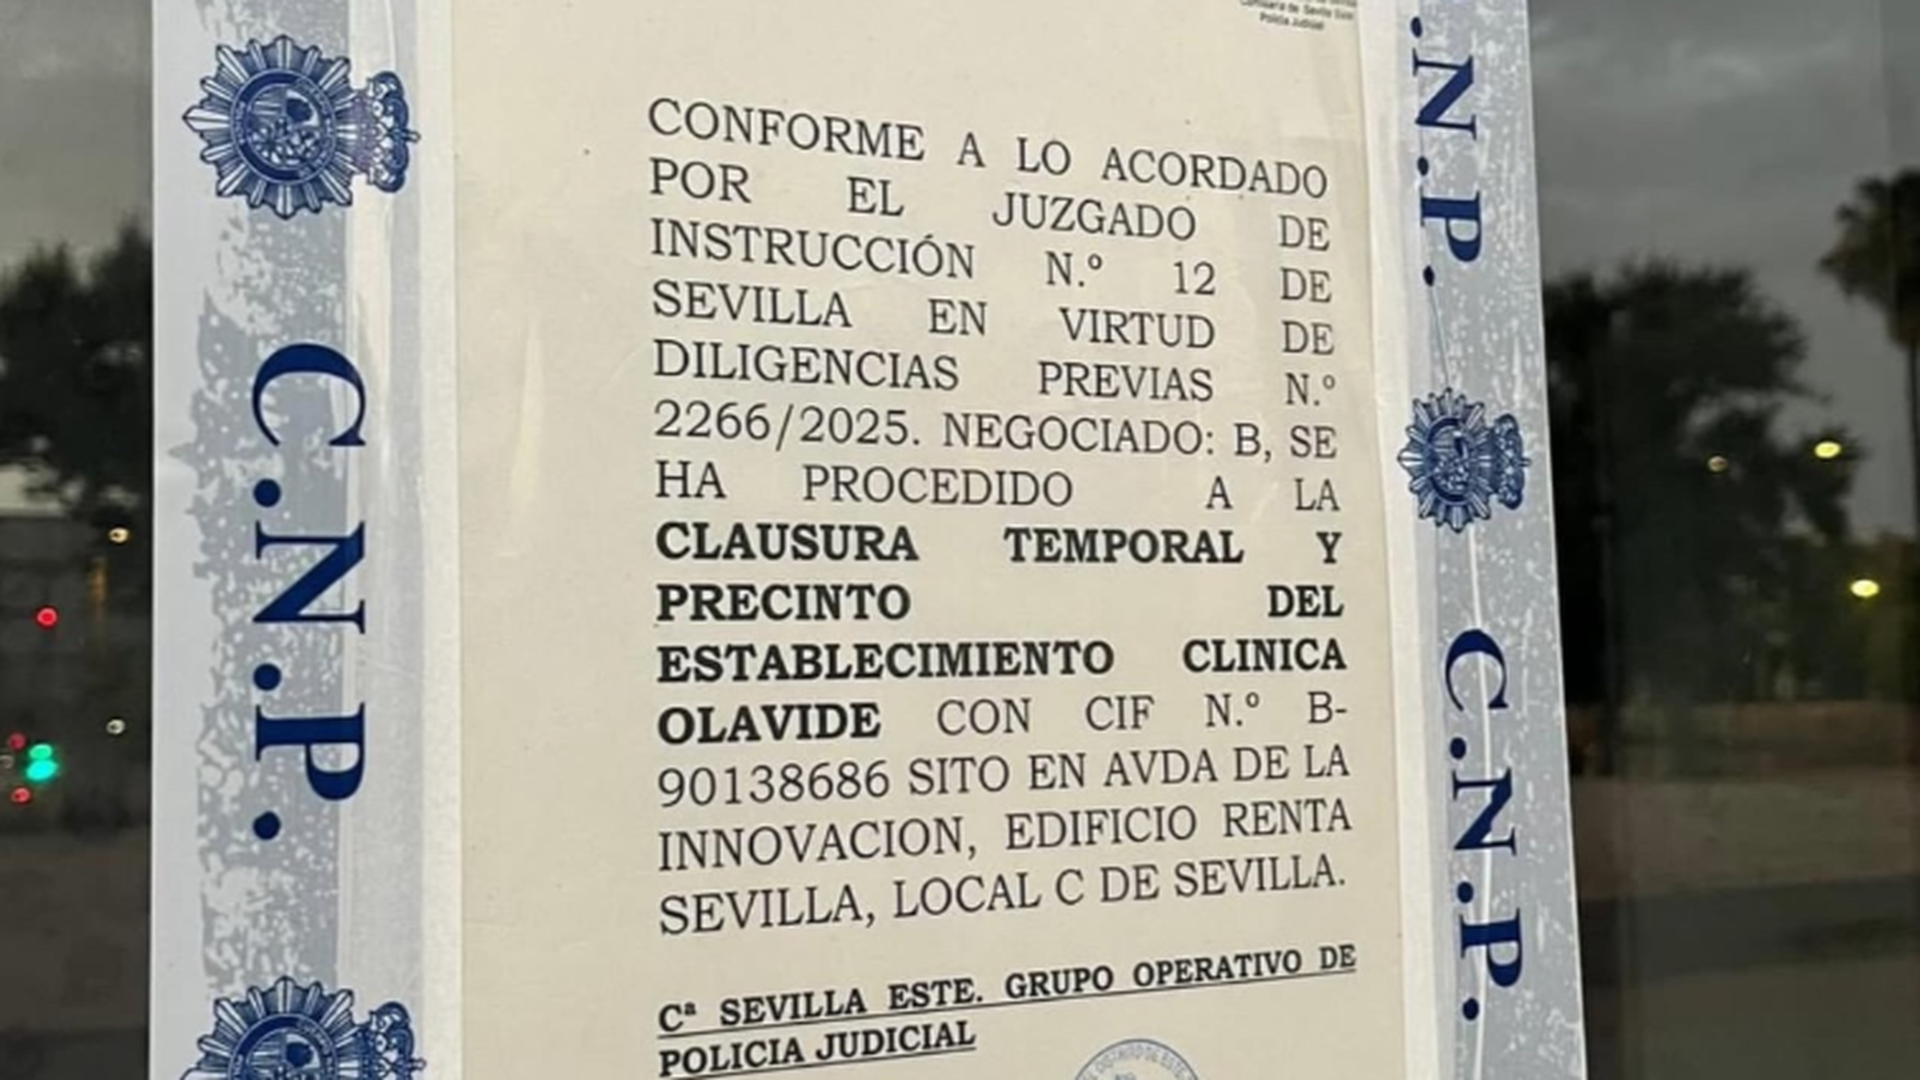 Policía Judicial
CONFORME A LO ACORDADO
POR EL JUZGADO DE
INSTRUCCIÓN N.º 12 DE
SEVILLA EN VIRTUD DE
DILIGENCIAS PREVIAS N.º
2266/2025. NEGOCIADO: B, SE
HA PROCEDIDO A LA
CLAUSURA TEMPORAL Y
PRECINTO DEL
ESTABLECIMIENTO CLINICA
OLAVIDE CON CIF N.º B-
90138686 SITO EN AVDA DE LA
INNOVACION, EDIFICIO RENTA
SEVILLA, LOCAL C DE SEVILLA.
Cª SEVILLA ESTE. GRUPO OPERATIVO DE
POLICIA JUDICIAL
C.N.P.
.N.P.
C.N.P.